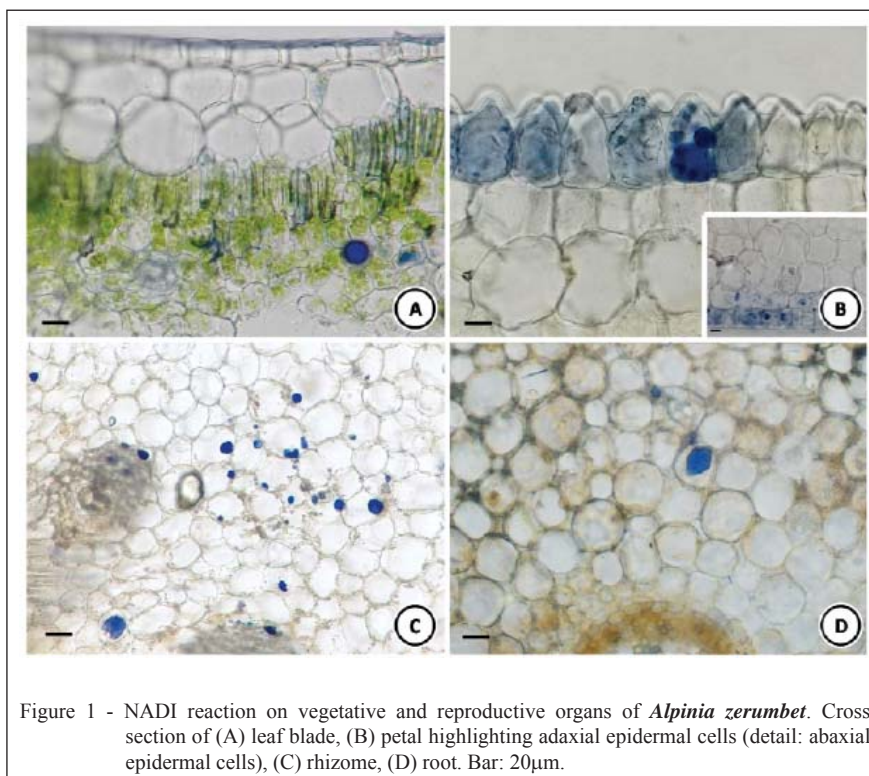 A
B
B
C
D
Figure 1 - NADI reaction on vegetative and reproductive organs of Alpinia zerumbet. Cross
section of (A) leaf blade, (B) petal highlighting adaxial epidermal cells (detail: abaxial
epidermal cells), (C) rhizome, (D) root. Bar: 20μm.